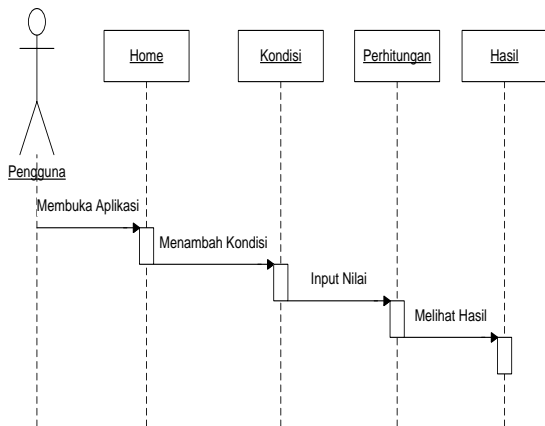 Home
Kondisi
Perhitungan
Hasil
Pengguna
Membuka Aplikasi
Menambah Kondisi
Input Nilai
Melihat Hasil